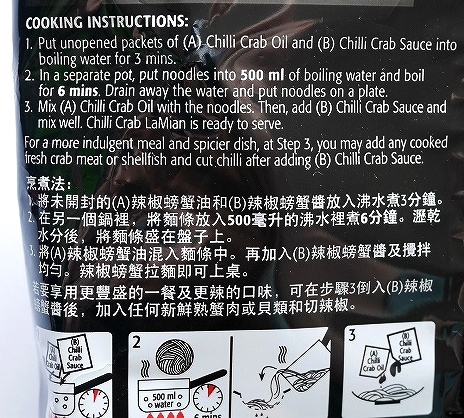 COOKING INSTRUCTIONS:
1. Put unopened packets of (A) Chilli Crab Oil and (B) Chilli Crab Sauce into
boiling water for 3 mins.
2. In a separate pot, put noodles into 500 ml of boiling water and boil
for 6 mins. Drain away the water and put noodles on a plate.
3. Mix (A) Chilli Crab Oil with the noodles. Then, add (B) Chilli Crab Sauce and
mix well. Chilli Crab LaMian is ready to serve.
For a more indulgent meal and spicier dish, at Step 3, you may add any cooked
fresh crab meat or shellfish and cut chilli after adding (B) Chilli Crab Sauce.
烹煮法：
1. 將未開封的(A)辣椒螃蟹油和(B)辣椒螃蟹醬放入沸水煮3分鐘。
2. 在另一個鍋裡，將麵條放入500毫升的沸水裡煮6分鐘。瀝乾
水分後，將麵條盛在盤子上。
3. 將(A)辣椒螃蟹油混入麵條中。再加入(B)辣椒螃蟹醬及攪拌
均勻。辣椒螃蟹拉麵即可上桌。
若要享用更豐盛的一餐及更辣的口味，可在步驟3倒入(B)辣椒
螃蟹醬後，加入任何新鮮熟蟹肉或貝類和切辣椒。
(B)
Chilli
Crab
Sauce
Crab Oil
2
500 ml
water
6 mins
3
(A)
Chilli
Crab Oil
(B)
Chilli
Crab
Sauce